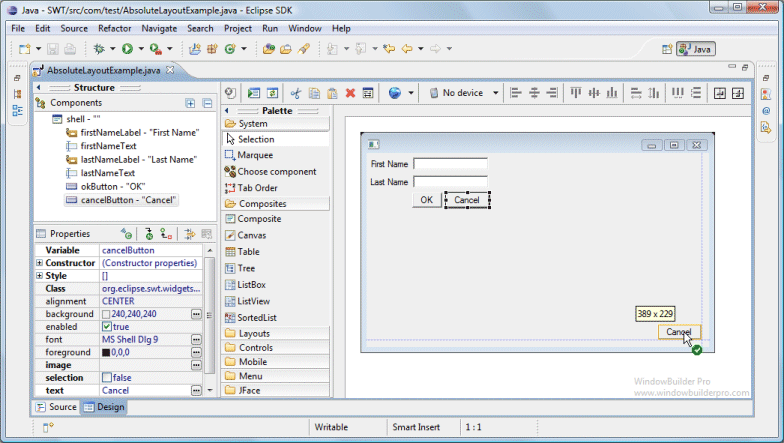 Java - SWT/src/com/test/AbsoluteLayoutExample.java - Eclipse SDK
File Edit Source Refactor Navigate Search Project Run Window Help
Java
AbsoluteLayoutExample.java
Structure
Components
shell - ""
firstNameLabel - "First Name"
firstNameText
lastNameLabel - "Last Name"
lastNameText
okButton - "OK"
cancelButton - "Cancel"
Properties
Variable cancelButton
Constructor (Constructor properties)
Style []
Class org.eclipse.swt.widgets...
alignment CENTER
background 240,240,240
enabled true
font MS Shell Dlg 9
foreground 0,0,0
image
selection false
text Cancel
Source Design
Palette
System
Selection
Marquee
Choose component
Tab Order
Composites
Composite
Canvas
Table
Tree
ListBox
ListView
SortedList
Layouts
Controls
Mobile
Menu
JFace
No device
First Name
Last Name
OK Cancel
389 x 229
Cancel
WindowBuilder Pro
www.windowbuilderpro.com
Writable Smart Insert 1 : 1